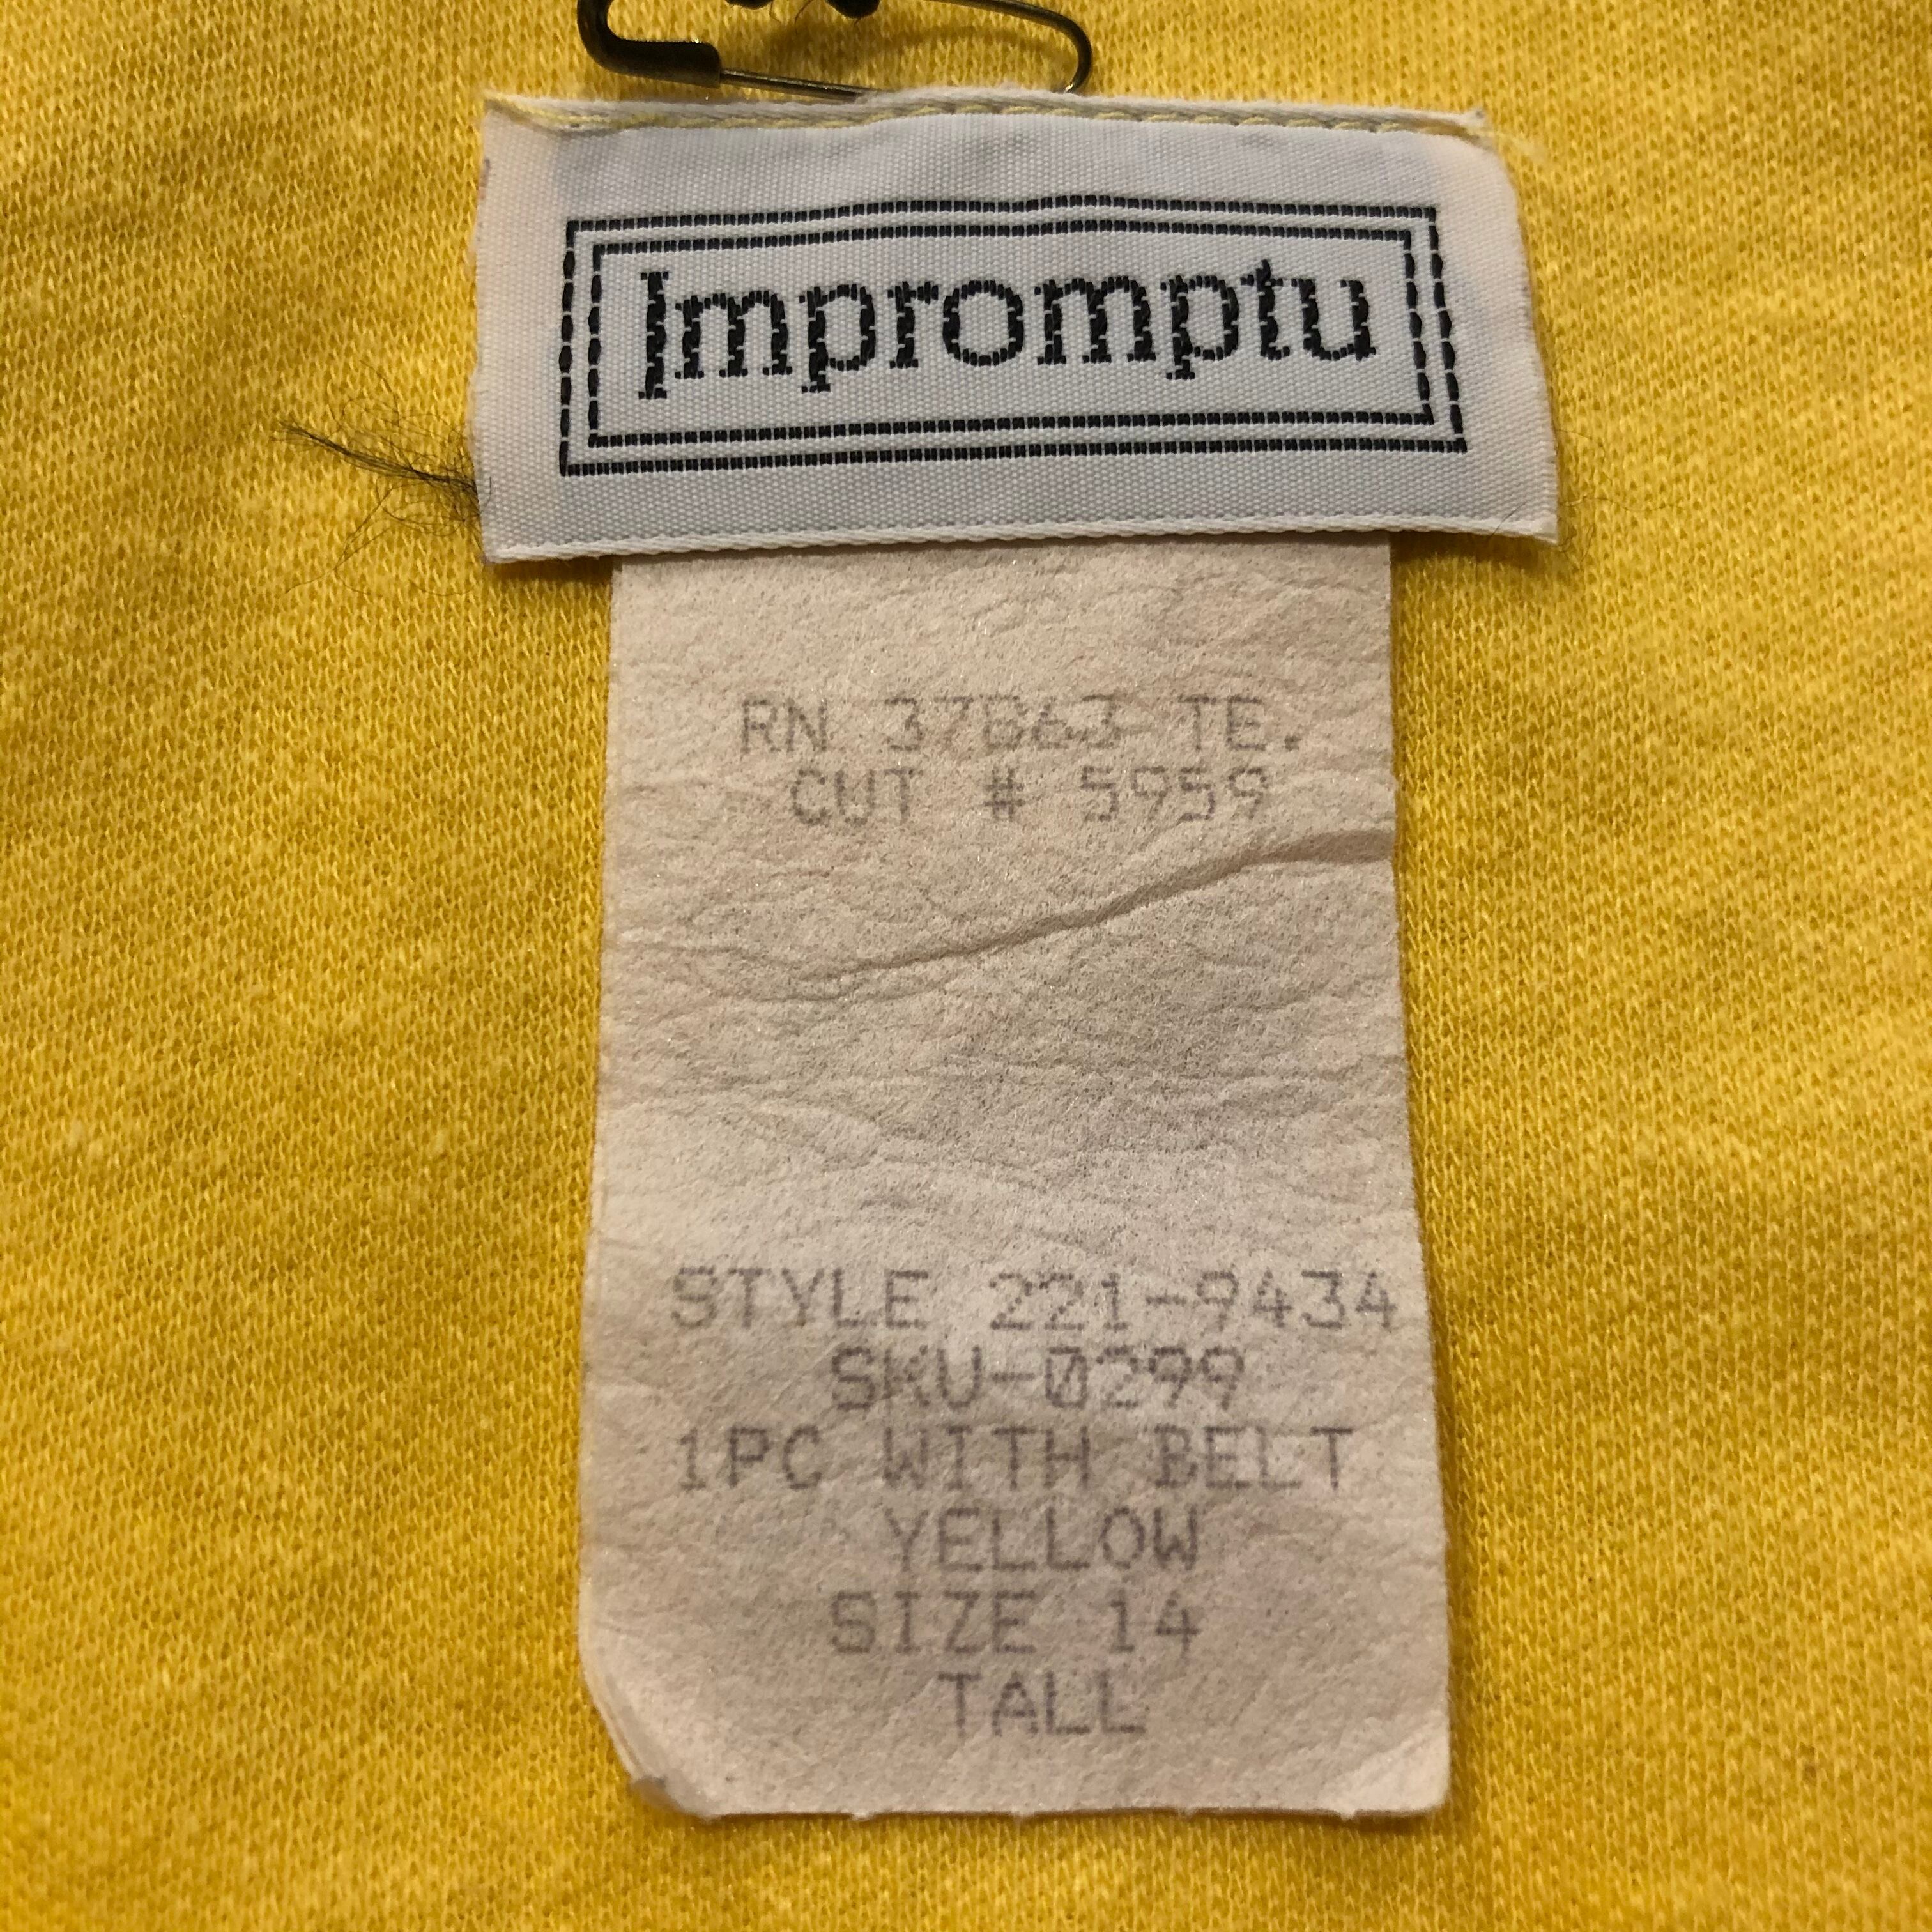 Impromptu
RN 37863 TE.
CUT # 5959
STYLE 221-9434
SKU-0299
1PC WITH BELT
YELLOW
SIZE 14
TALL